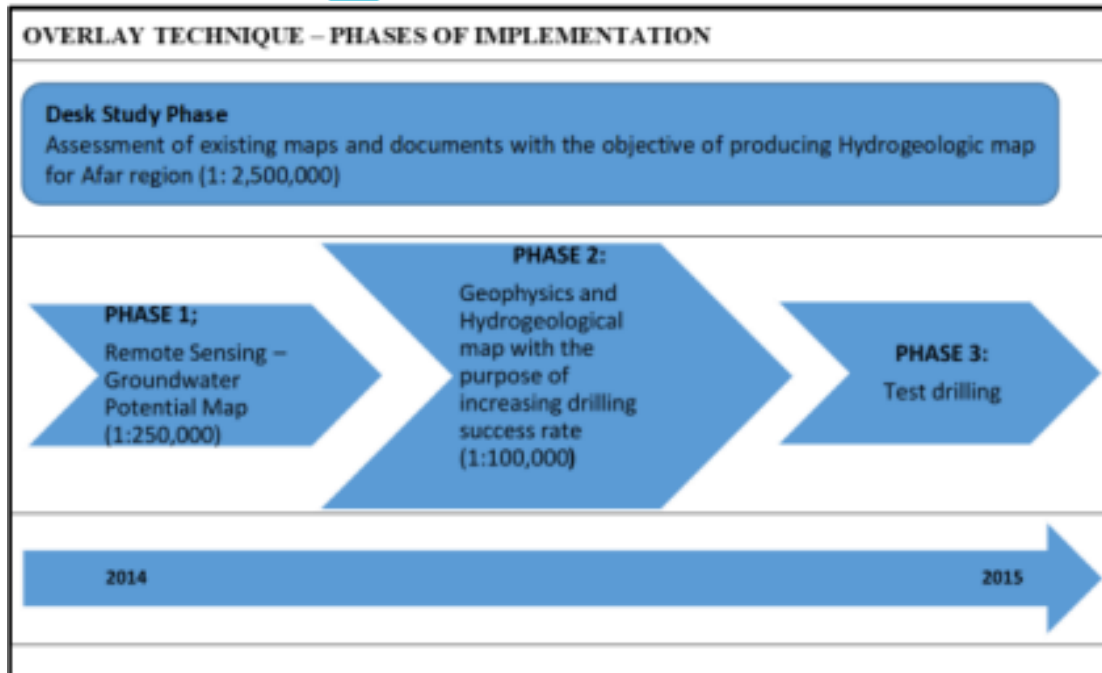 OVERLAY TECHNIQUE – PHASES OF IMPLEMENTATION
Desk Study Phase
Assessment of existing maps and documents with the objective of producing Hydrogeologic map
for Afar region (1: 2,500,000)
PHASE 1;
Remote Sensing –
Groundwater
Potential Map
(1:250,000)
PHASE 2:
Geophysics and
Hydrogeological
map with the
purpose of
increasing drilling
success rate
(1:100,000)
PHASE 3:
Test drilling
2014
2015